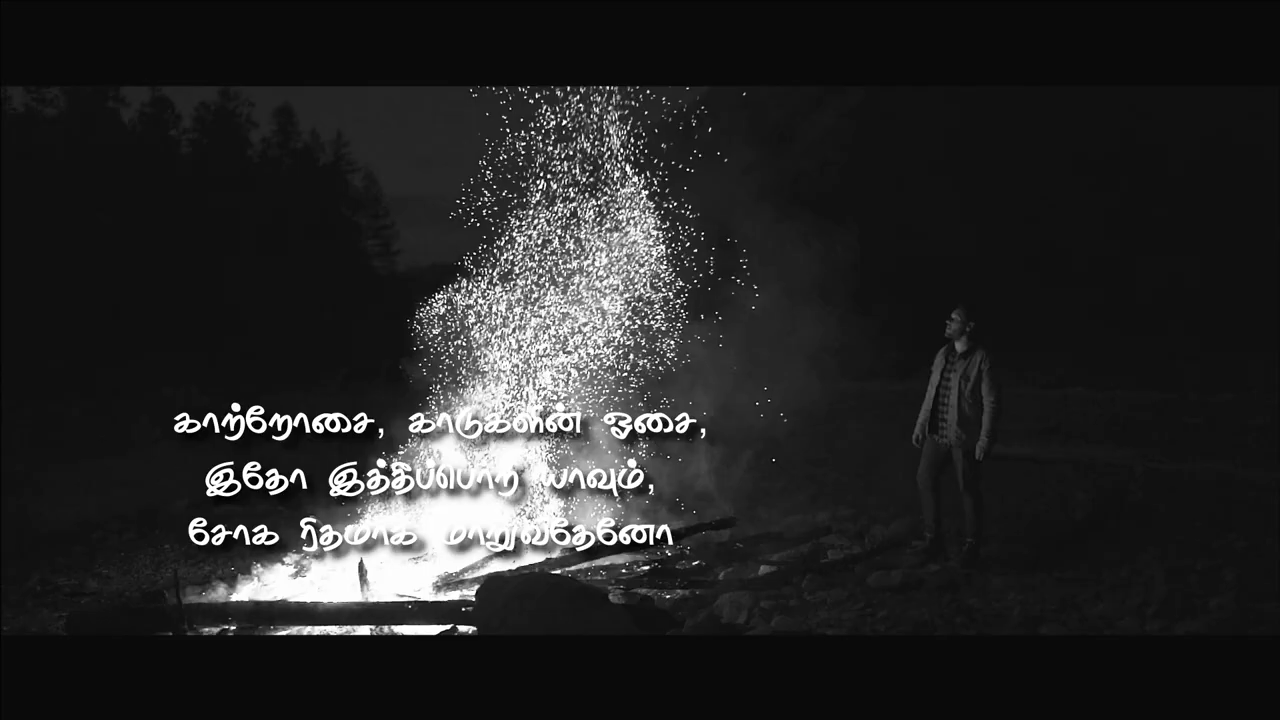 காற்றோசை, காடுகளின் ஓசை,
இதோ இத்தீப்பொறி யாவும்,
சோக ரிதமாக மாறுவதேனோ